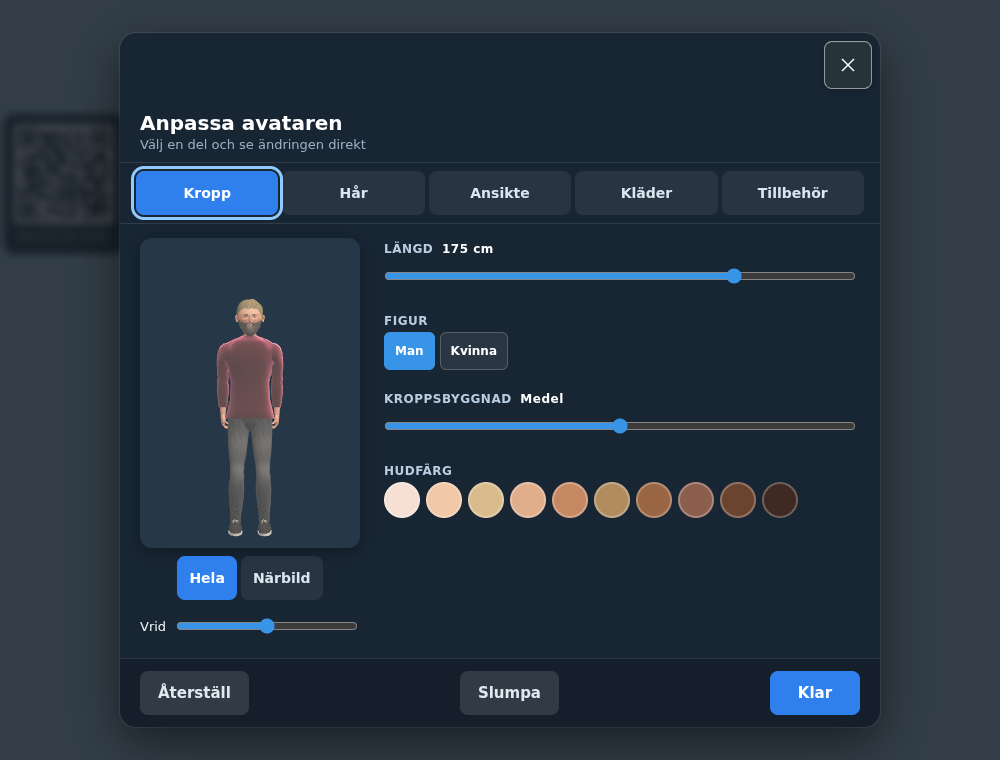 Anpassa avataren
Välj en del och se ändringen direkt
Kropp Hår Ansikte Kläder Tillbehör
LÄNGD 175 cm
FIGUR
Man Kvinna
KROPPSBYGGNAD Medel
HUDFÄRG
Hela Närbild
Vrid
Återställ Slumpa Klar